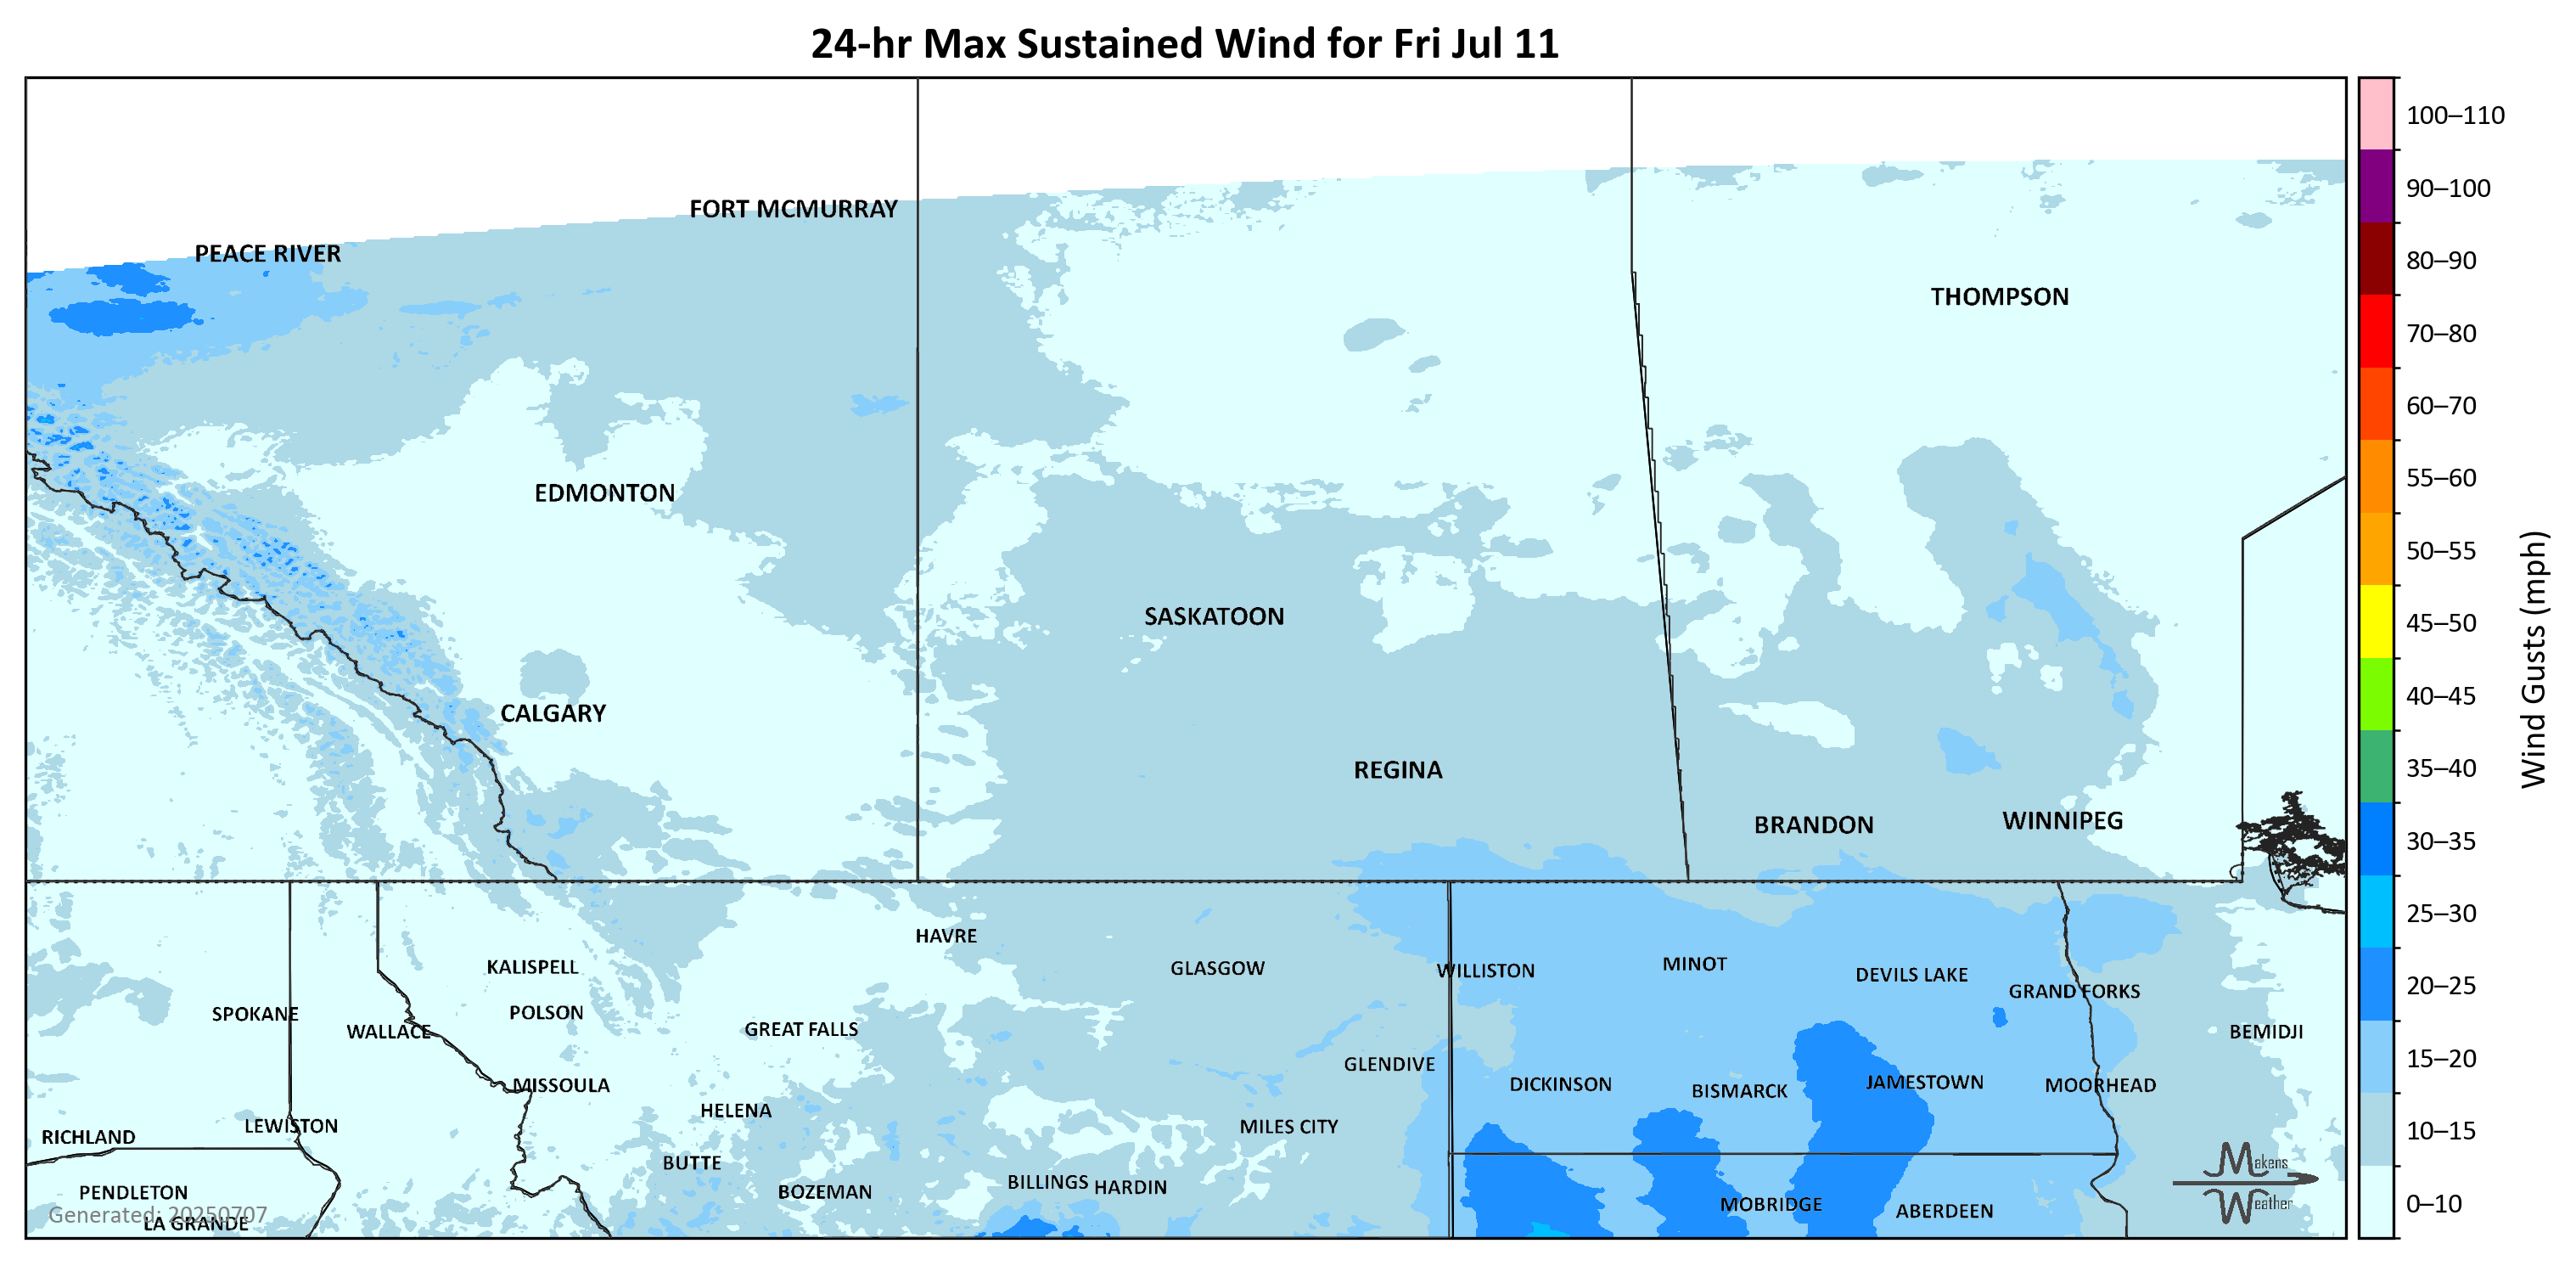 24-hr Max Sustained Wind for Fri Jul 11
100–110
FORT MCMURRAY
90–100
PEACE RIVER
80–90
THOMPSON
70–80
60–70
EDMONTON
55–60
50–55
SASKATOON
45–50
Wind Gusts (mph)
CALGARY
40–45
REGINA
35–40
BRANDON
WINNIPEG
30–35
HAVRE
25–30
KALISPELL
GLASGOW
WILLISTON
MINOT
DEVILS LAKE
20–25
GRAND FORKS
SPOKANE
POLSON
WALLACE
GREAT FALLS
BEMIDJI
15–20
GLENDIVE
MISSOULA
DICKINSON
BISMARCK
JAMESTOWN
MOORHEAD
HELENA
LEWISTON
MILES CITY
10–15
RICHLAND
BUTTE
Makens
Weather
BILLINGS
HARDIN
PENDLETON
BOZEMAN
MOBRIDGE
ABERDEEN
0–10
Generated: 20250707
LA GRANDE